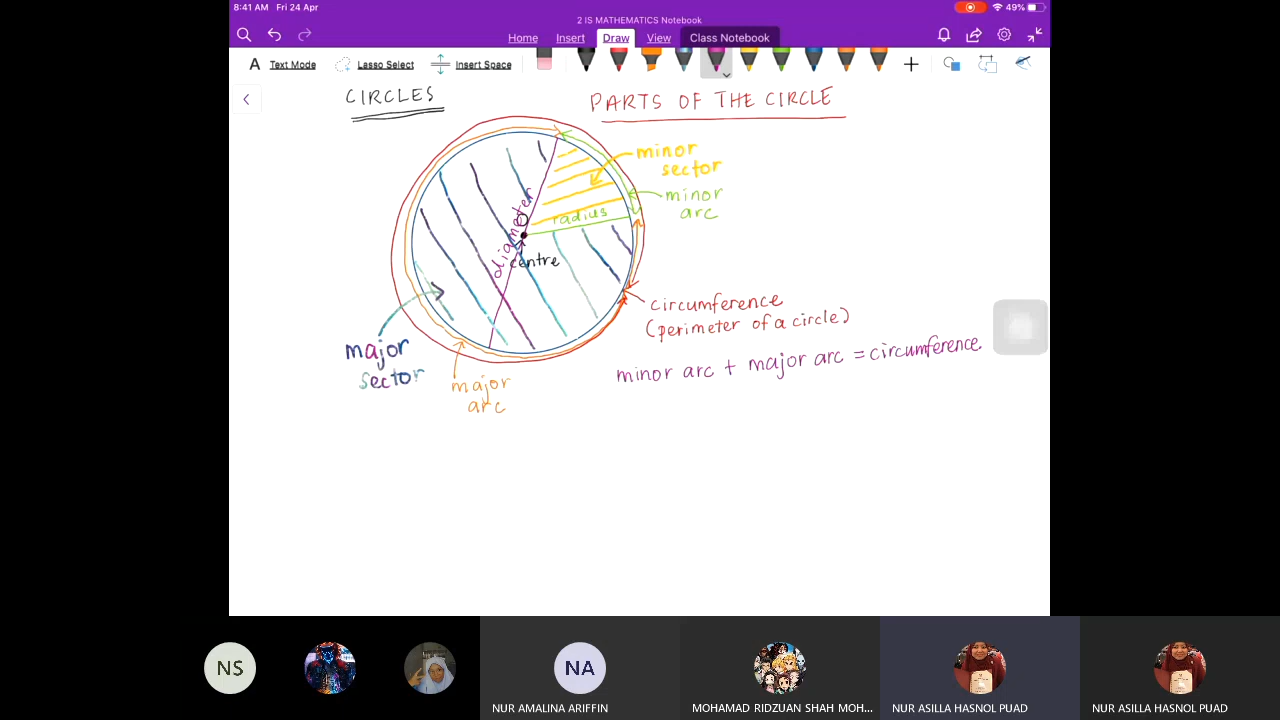 8:41 AM Fri 24 Apr
49%
2 IS MATHEMATICS Notebook
Home Insert Draw View Class Notebook
A Text Mode Lasso Select Insert Space
CIRCLES
PARTS OF THE CIRCLE
minor
sector
minor
arc
radius
diameter
centre
circumference
(perimeter of a circle)
major
sector
major
arc
minor arc + major arc = circumference
NS
NA
NUR AMALINA ARIFFIN
MOHAMAD RIDZUAN SHAH MOH...
NUR ASILLA HASNOL PUAD
NUR ASILLA HASNOL PUAD